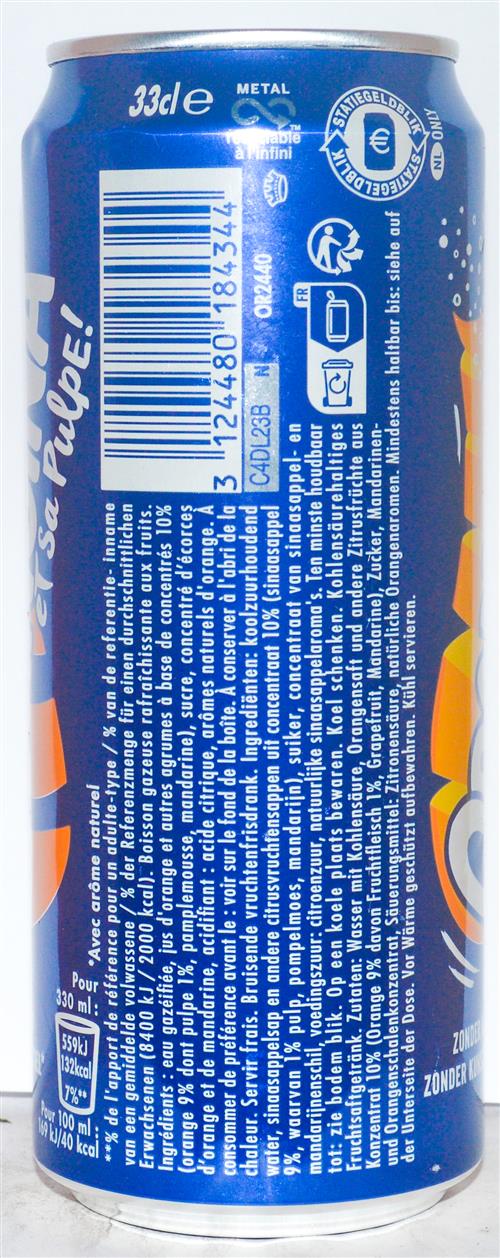 33cl e
METAL
recyclable
à l'infini
STATIEGELDBLIK STATIEGELDBLIK
NL ONLY
et sa Pulpe!
3 124480 184344
OR2440
C4DL23B N
FR
*Avec arôme naturel
Pour
330 ml :
559kJ
132kcal
7%**
Pour 100 ml :
169 kJ/40 kcal
**% de l'apport de référence pour un adulte-type / % van de referentie- inname
van een gemiddelde volwassene / % der Referenzmenge für einen durchschnittlichen
Erwachsenen (8400 kJ / 2000 kcal). Boisson gazeuse rafraîchissante aux fruits.
Ingrédients : eau gazéifiée, jus d'orange et autres agrumes à base de concentrés 10%
(orange 9% dont pulpe 1%, pamplemousse, mandarine), sucre, concentré d'écorces
d'orange et de mandarine, acidifiant : acide citrique, arômes naturels d'orange. À
consommer de préférence avant le : voir sur le fond de la boîte. À conserver à l'abri de la
chaleur. Servir frais. Bruisende vruchtenfrisdrank. Ingrediënten: koolzuurhoudend
water, sinaasappelsap en andere citrusvruchtensappen uit concentraat 10% (sinaasappel
9%, waarvan 1% pulp, pompelmoes, mandarijn), suiker, concentraat van sinaasappel- en
mandarijnenschil, voedingszuur: citroenzuur, natuurlijke sinaasappelaroma's. Ten minste houdbaar
tot: zie bodem blik. Op een koele plaats bewaren. Koel schenken. Kohlensäurehaltiges
Fruchtsaftgetränk. Zutaten: Wasser mit Kohlensäure, Orangensaft und andere Zitrusfrüchte aus
Konzentrat 10% (Orange 9% davon Fruchtfleisch 1%, Grapefruit, Mandarine), Zucker, Mandarinen-
und Orangenschalenkonzentrat, Säuerungsmittel: Zitronensäure, natürliche Orangenaromen. Mindestens haltbar bis: siehe auf
der Unterseite der Dose. Vor Wärme geschützt aufbewahren. Kühl servieren.
ZONDER
ZONDER